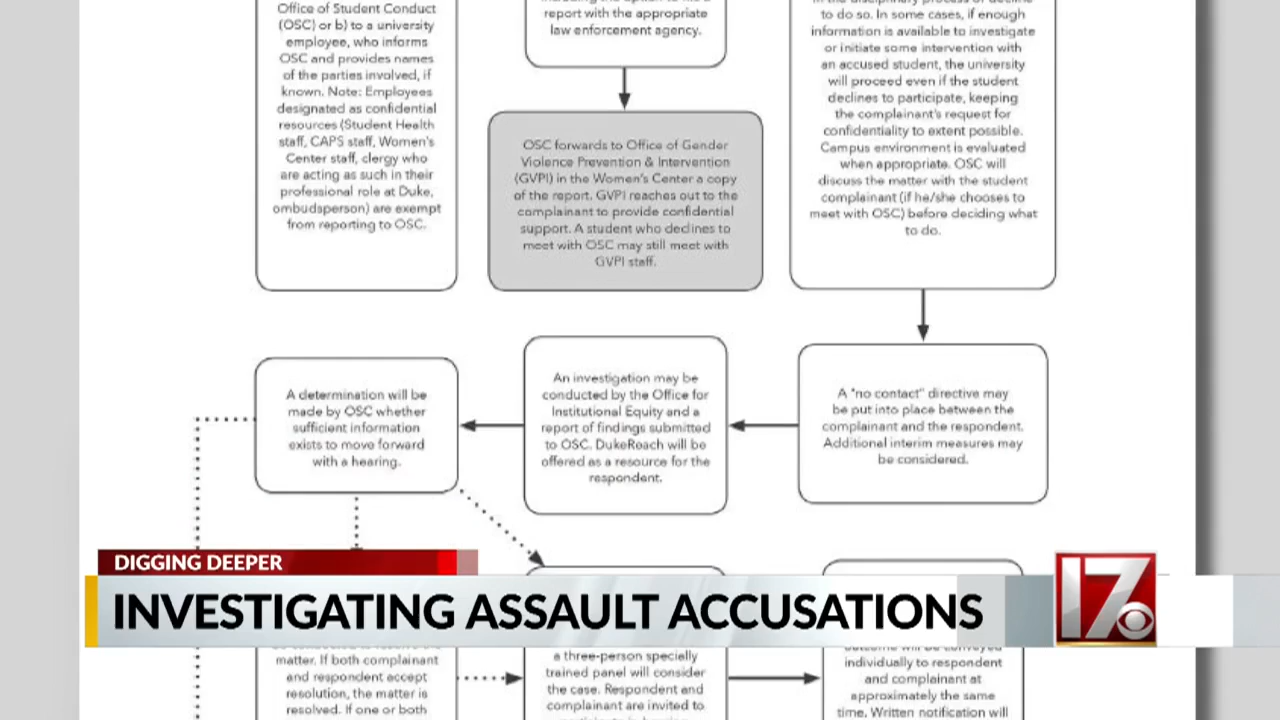 Office of Student Conduct
(OSC) or b) to a university
employee, who informs
OSC and provides names
of the parties involved, if
known. Note: Employees
designated as confidential
resources (Student Health
staff, CAPS staff, Women's
Center staff, clergy who
are acting as such in their
professional role at Duke,
ombudsperson) are exempt
from reporting to OSC.
report with the appropriate
law enforcement agency.
to do so. In some cases, if enough
information is available to investigate
or initiate some intervention with
an accused student, the university
will proceed even if the student
declines to participate, keeping
the complainant's request for
confidentiality to extent possible.
Campus environment is evaluated
when appropriate. OSC will
discuss the matter with the student
complainant (if he/she chooses to
meet with OSC) before deciding what
to do.
OSC forwards to Office of Gender
Violence Prevention & Intervention
(GVPI) in the Women's Center a copy
of the report. GVPI reaches out to the
complainant to provide confidential
support. A student who declines to
meet with OSC may still meet with
GVPI staff.
A determination will be
made by OSC whether
sufficient information
exists to move forward
with a hearing.
An investigation may be
conducted by the Office for
Institutional Equity and a
report of findings submitted
to OSC. DukeReach will be
offered as a resource for the
respondent.
A "no contact" directive may
be put into place between the
complainant and the respondent.
Additional interim measures may
be considered.
DIGGING DEEPER
INVESTIGATING ASSAULT ACCUSATIONS
17
matter. If both complainant
and respondent accept
resolution, the matter is
resolved. If one or both
a three-person specially
trained panel will consider
the case. Respondent and
complainant are invited to
individually to respondent
and complainant at
approximately the same
time. Written notification will